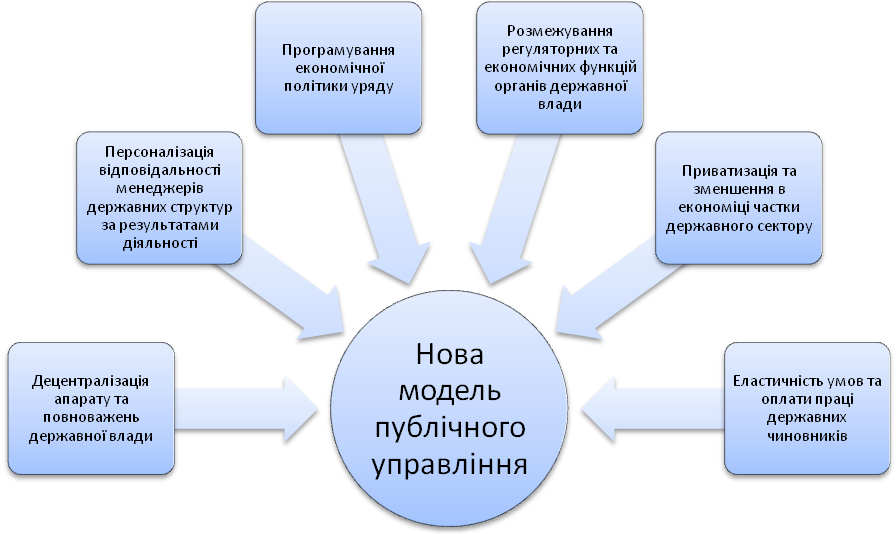 Програмування
економічної
політики уряду
Розмежування
регуляторних та
економічних функцій
органів державної
влади
Персоналізація
відповідальності
менеджерів
державних структур
за результатами
діяльності
Приватизація та
зменшення в
економіці частки
державного сектору
Децентралізація
апарату та
повноважень
державної влади
Нова
модель
публічного
управління
Еластичність умов та
оплати праці
державних
чиновників